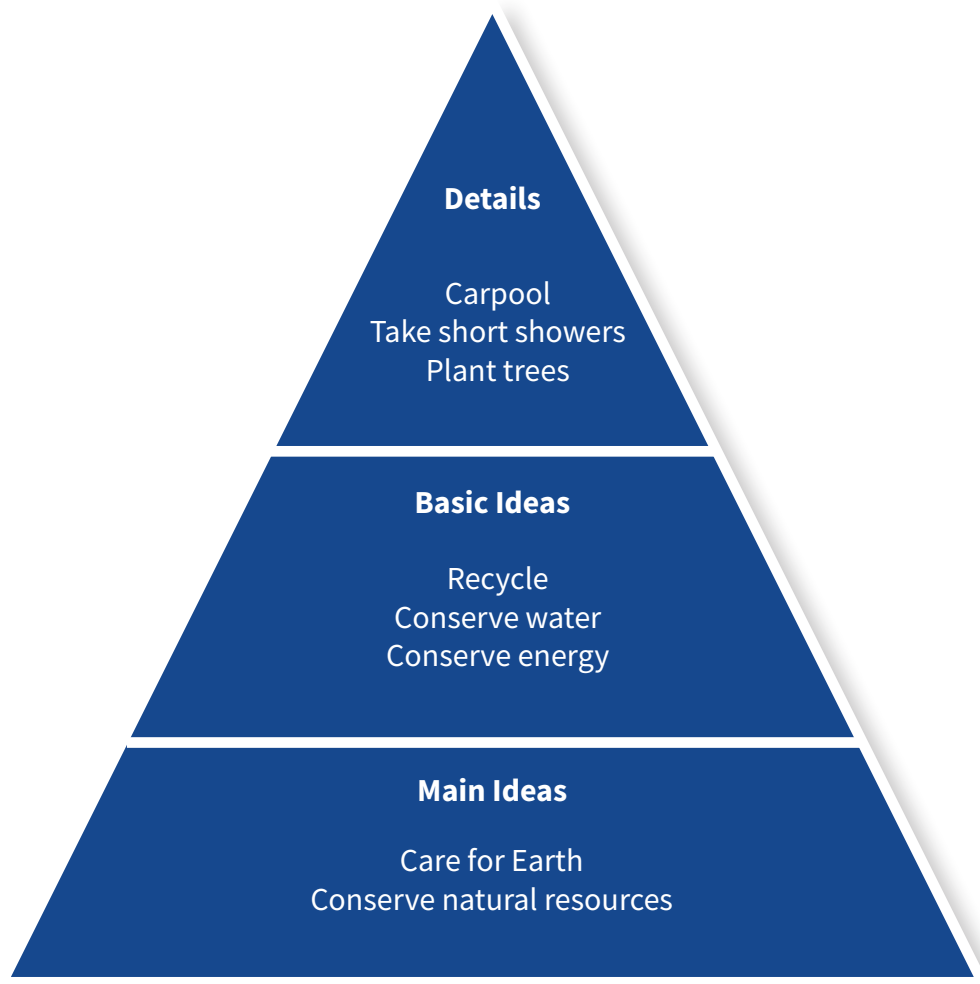 Details
Carpool
Take short showers
Plant trees
Basic Ideas
Recycle
Conserve water
Conserve energy
Main Ideas
Care for Earth
Conserve natural resources